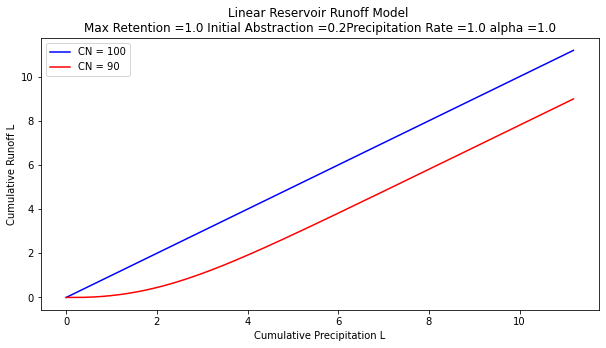 Linear Reservoir Runoff Model
Max Retention =1.0 Initial Abstraction =0.2Precipitation Rate =1.0 alpha =1.0
CN = 100
CN = 90
10
8
6
4
2
0
Cumulative Runoff L
0 2 4 6 8 10
Cumulative Precipitation L